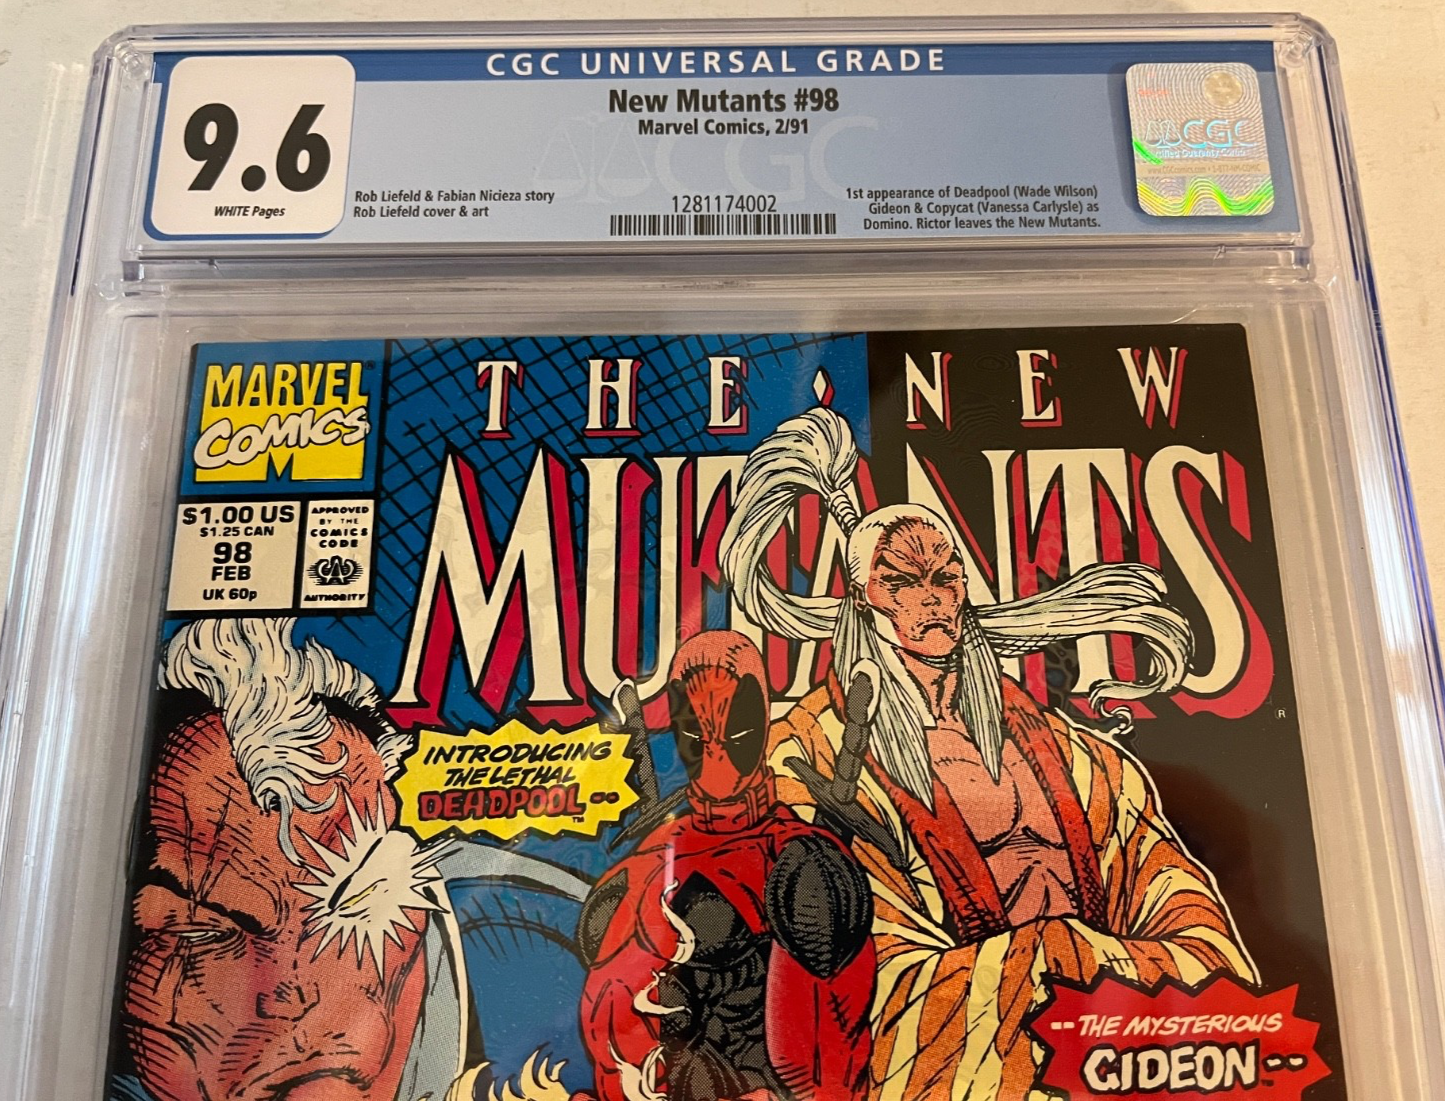 CGC UNIVERSAL GRADE
9.6
WHITE Pages
New Mutants #98
Marvel Comics, 2/91
Rob Liefeld & Fabian Nicieza story
Rob Liefeld cover & art
1281174002
1st appearance of Deadpool (Wade Wilson)
Gideon & Copycat (Vanessa Carlysle) as
Domino. Rictor leaves the New Mutants.
CGC
CGC
MARVEL
COMICS
M
$1.00 US
$1.25 CAN
98
FEB
UK 60p
APPROVED
BY THE
COMICS
CODE
CA
AUTHORITY
THE NEW
MUTANTS
®
INTRODUCING
THE LETHAL
DEADPOOL --
TM
-- THE MYSTERIOUS
GIDEON --